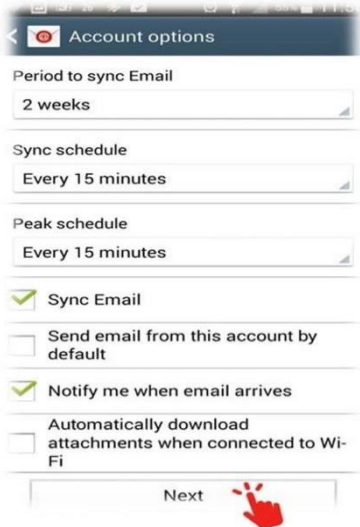 Account options
Period to sync Email
2 weeks
Sync schedule
Every 15 minutes
Peak schedule
Every 15 minutes
Sync Email
Send email from this account by
default
Notify me when email arrives
Automatically download
attachments when connected to Wi-
Fi
Next